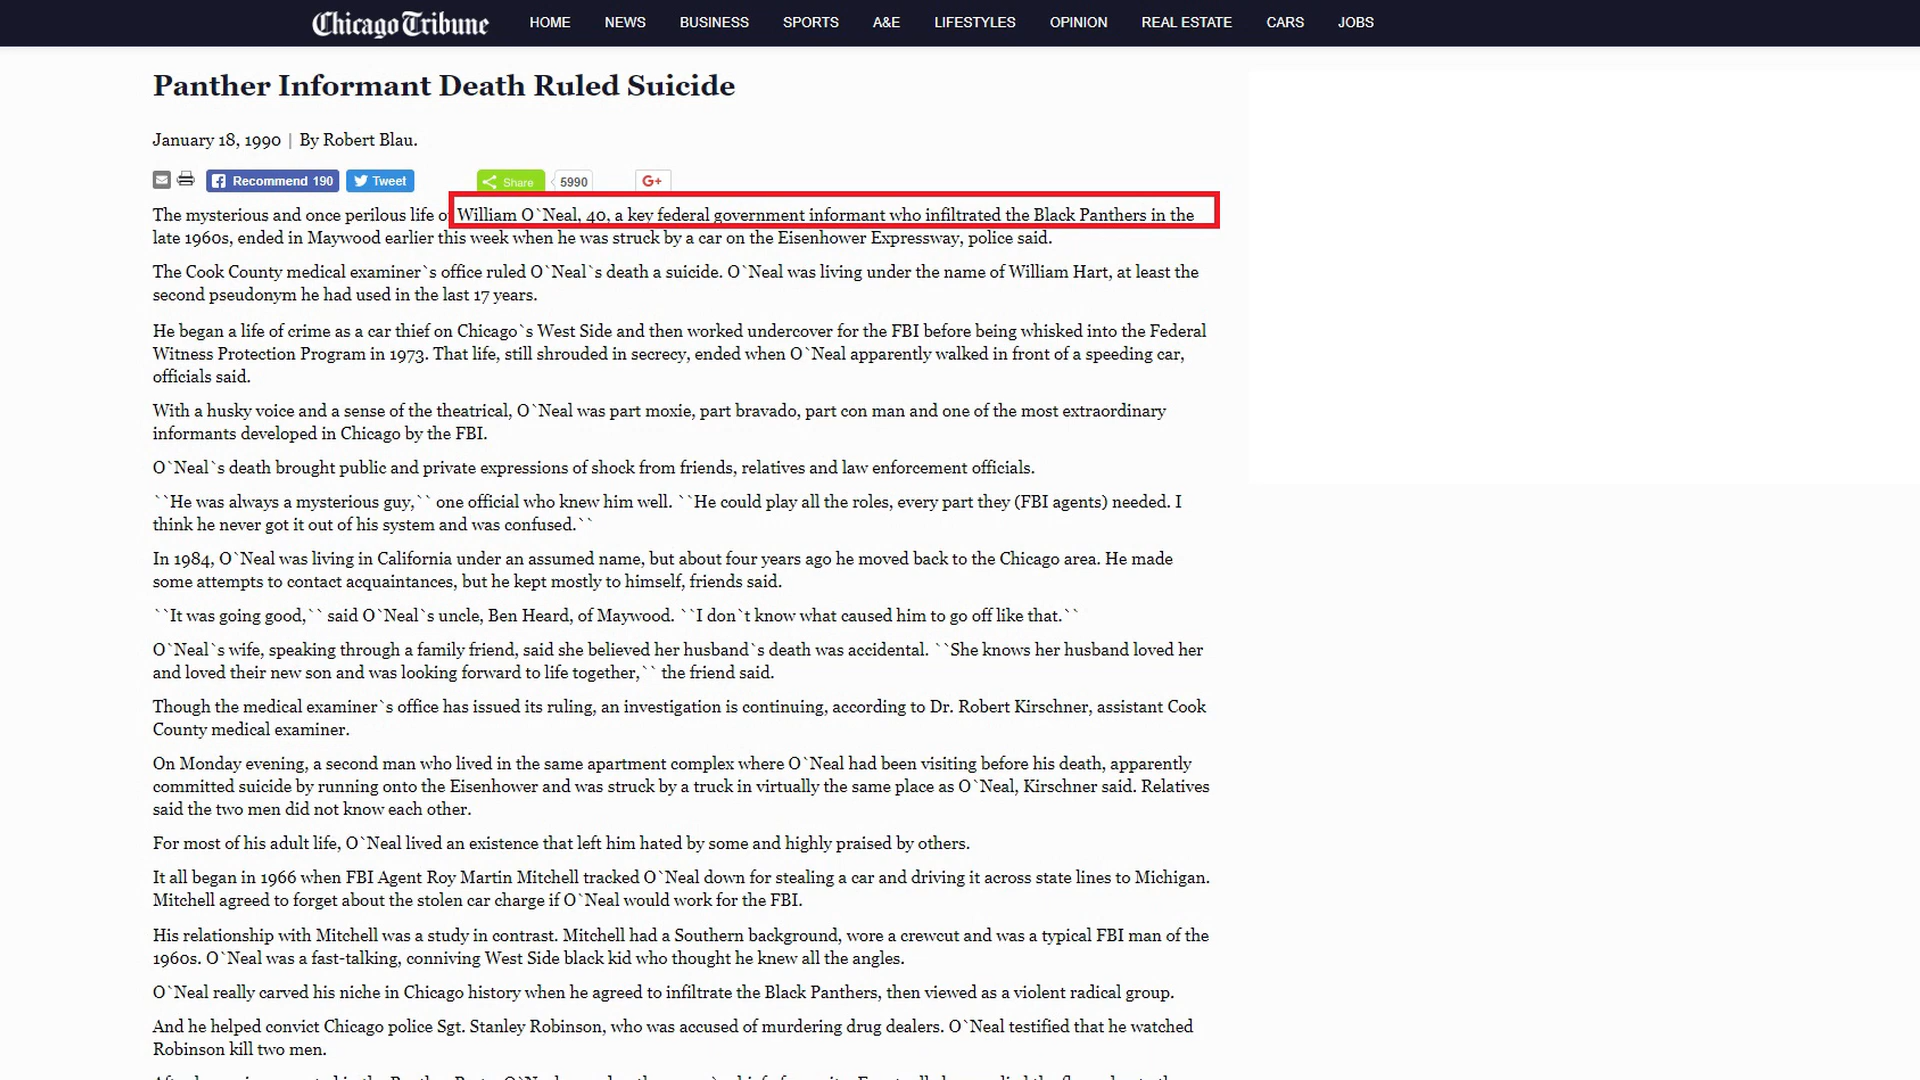 Chicago Tribune HOME NEWS BUSINESS SPORTS A&E LIFESTYLES OPINION REAL ESTATE CARS JOBS
Panther Informant Death Ruled Suicide
January 18, 1990 | By Robert Blau.
Recommend 190 Tweet Share 5990 G+
The mysterious and once perilous life of William O`Neal, 40, a key federal government informant who infiltrated the Black Panthers in the
late 1960s, ended in Maywood earlier this week when he was struck by a car on the Eisenhower Expressway, police said.
The Cook County medical examiner`s office ruled O`Neal`s death a suicide. O`Neal was living under the name of William Hart, at least the
second pseudonym he had used in the last 17 years.
He began a life of crime as a car thief on Chicago`s West Side and then worked undercover for the FBI before being whisked into the Federal
Witness Protection Program in 1973. That life, still shrouded in secrecy, ended when O`Neal apparently walked in front of a speeding car,
officials said.
With a husky voice and a sense of the theatrical, O`Neal was part moxie, part bravado, part con man and one of the most extraordinary
informants developed in Chicago by the FBI.
O`Neal`s death brought public and private expressions of shock from friends, relatives and law enforcement officials.
``He was always a mysterious guy,`` one official who knew him well. ``He could play all the roles, every part they (FBI agents) needed. I
think he never got it out of his system and was confused.``
In 1984, O`Neal was living in California under an assumed name, but about four years ago he moved back to the Chicago area. He made
some attempts to contact acquaintances, but he kept mostly to himself, friends said.
``It was going good,`` said O`Neal`s uncle, Ben Heard, of Maywood. ``I don`t know what caused him to go off like that.``
O`Neal`s wife, speaking through a family friend, said she believed her husband`s death was accidental. ``She knows her husband loved her
and loved their new son and was looking forward to life together,`` the friend said.
Though the medical examiner`s office has issued its ruling, an investigation is continuing, according to Dr. Robert Kirschner, assistant Cook
County medical examiner.
On Monday evening, a second man who lived in the same apartment complex where O`Neal had been visiting before his death, apparently
committed suicide by running onto the Eisenhower and was struck by a truck in virtually the same place as O`Neal, Kirschner said. Relatives
said the two men did not know each other.
For most of his adult life, O`Neal lived an existence that left him hated by some and highly praised by others.
It all began in 1966 when FBI Agent Roy Martin Mitchell tracked O`Neal down for stealing a car and driving it across state lines to Michigan.
Mitchell agreed to forget about the stolen car charge if O`Neal would work for the FBI.
His relationship with Mitchell was a study in contrast. Mitchell had a Southern background, wore a crewcut and was a typical FBI man of the
1960s. O`Neal was a fast-talking, conniving West Side black kid who thought he knew all the angles.
O`Neal really carved his niche in Chicago history when he agreed to infiltrate the Black Panthers, then viewed as a violent radical group.
And he helped convict Chicago police Sgt. Stanley Robinson, who was accused of murdering drug dealers. O`Neal testified that he watched
Robinson kill two men.